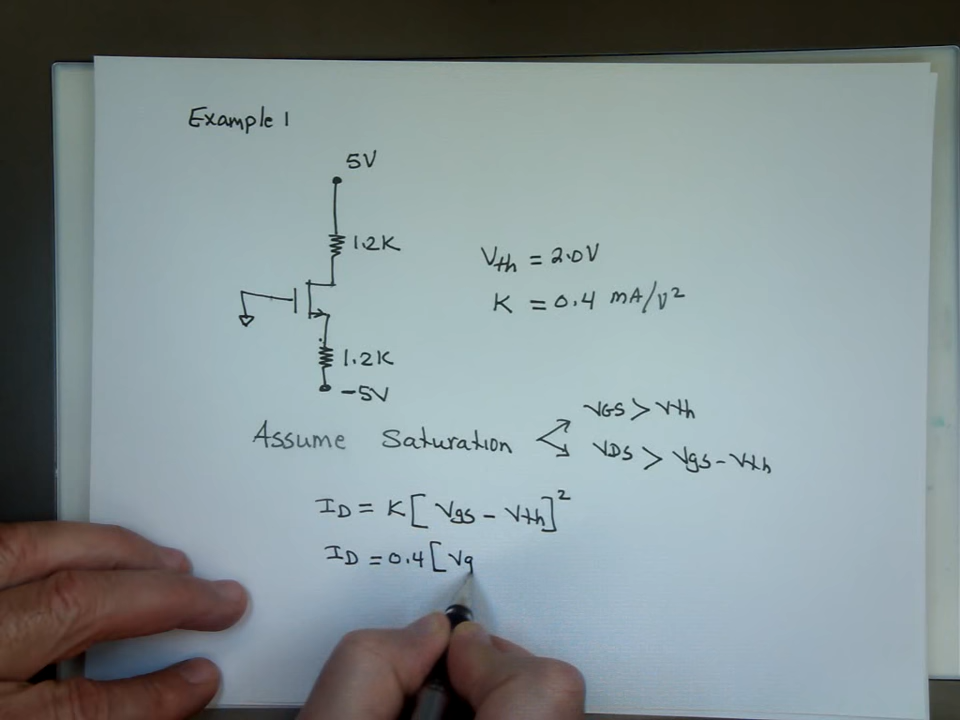 Example 1
5V
1.2K
Vth = 2.0V
K = 0.4 mA/V²
1.2K
-5V
VGS > Vth
Assume Saturation
VDS > Vgs - Vth
ID = K[Vgs - Vth]²
ID = 0.4[Vg